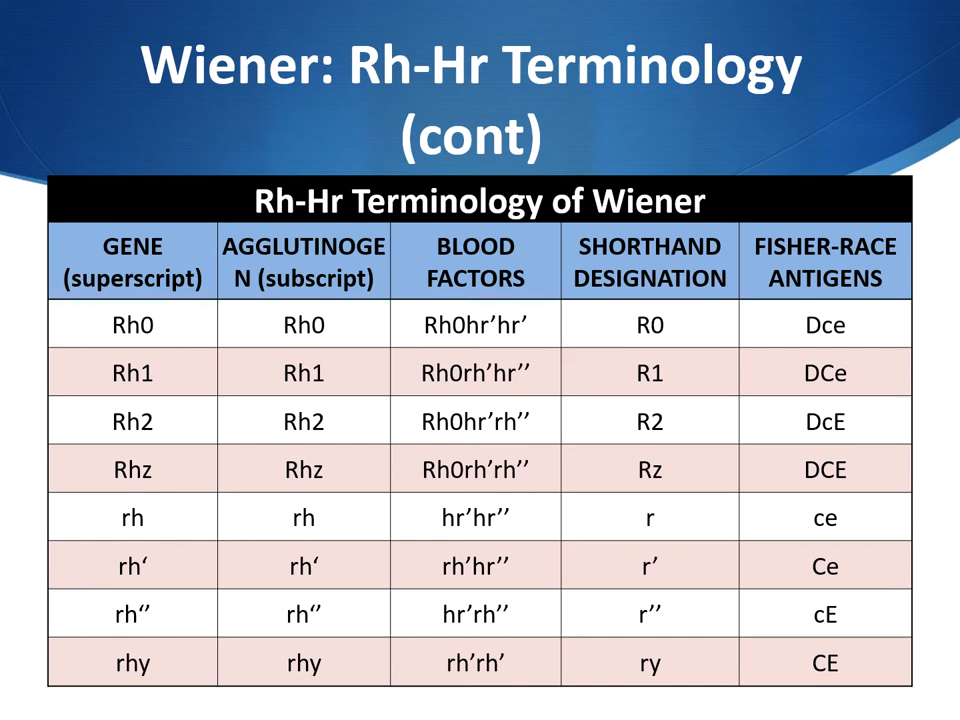 Wiener: Rh-Hr Terminology
(cont)
Rh-Hr Terminology of Wiener
GENE (superscript) AGGLUTINOGE N (subscript) BLOOD FACTORS SHORTHAND DESIGNATION FISHER-RACE ANTIGENS
Rh0 Rh0 Rh0hr’hr’ R0 Dce
Rh1 Rh1 Rh0rh’hr’’ R1 DCe
Rh2 Rh2 Rh0hr’rh’’ R2 DcE
Rhz Rhz Rh0rh’rh’’ Rz DCE
rh rh hr’hr’’ r ce
rh‘ rh‘ rh’hr’’ r’ Ce
rh‘’ rh‘’ hr’rh’’ r’’ cE
rhy rhy rh’rh’ ry CE